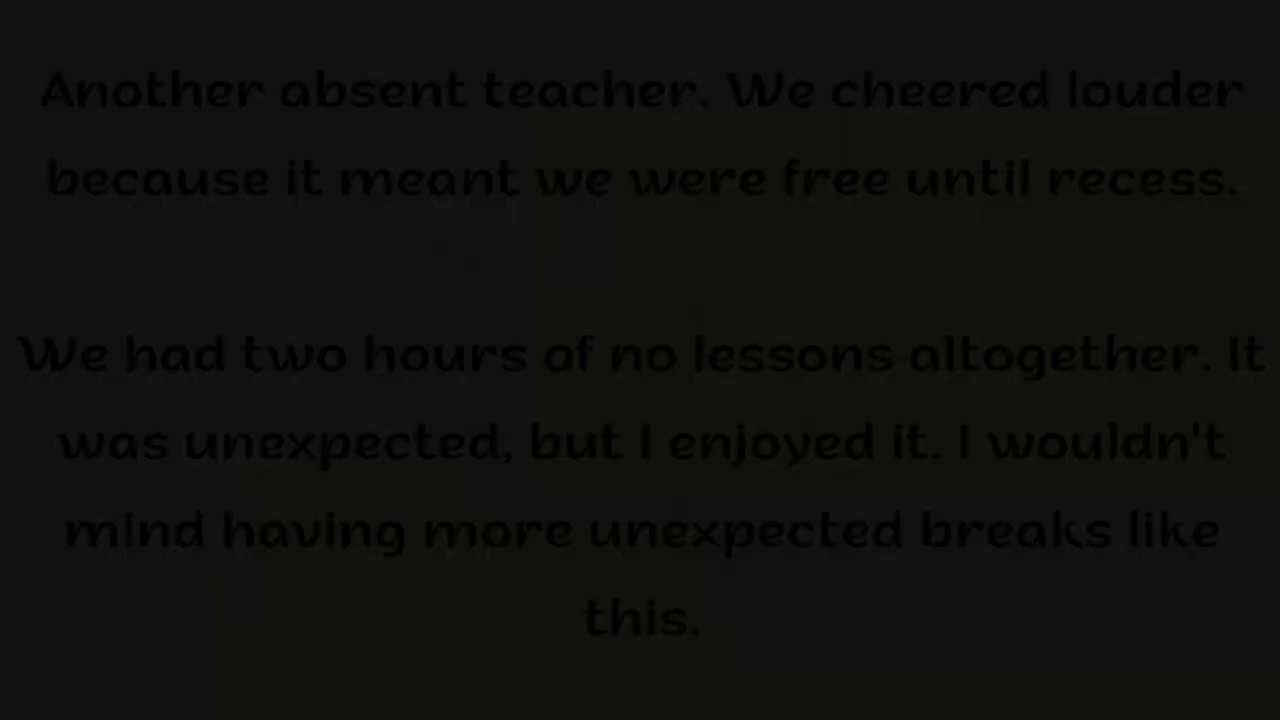 Another absent teacher. We cheered louder
because it meant we were free until recess.
We had two hours of no lessons altogether. It
was unexpected, but I enjoyed it. I wouldn't
mind having more unexpected breaks like
this.